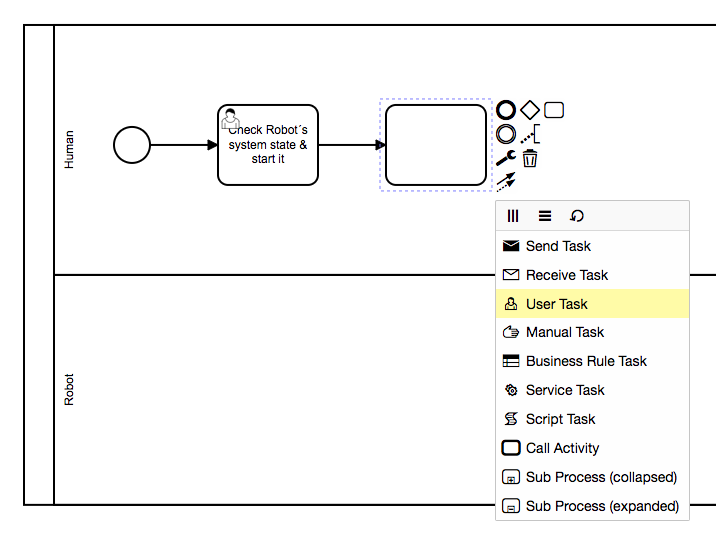 Human
Check Robot´s
system state &
start it
Send Task
Receive Task
User Task
Manual Task
Business Rule Task
Service Task
Script Task
Call Activity
Sub Process (collapsed)
Sub Process (expanded)
Robot